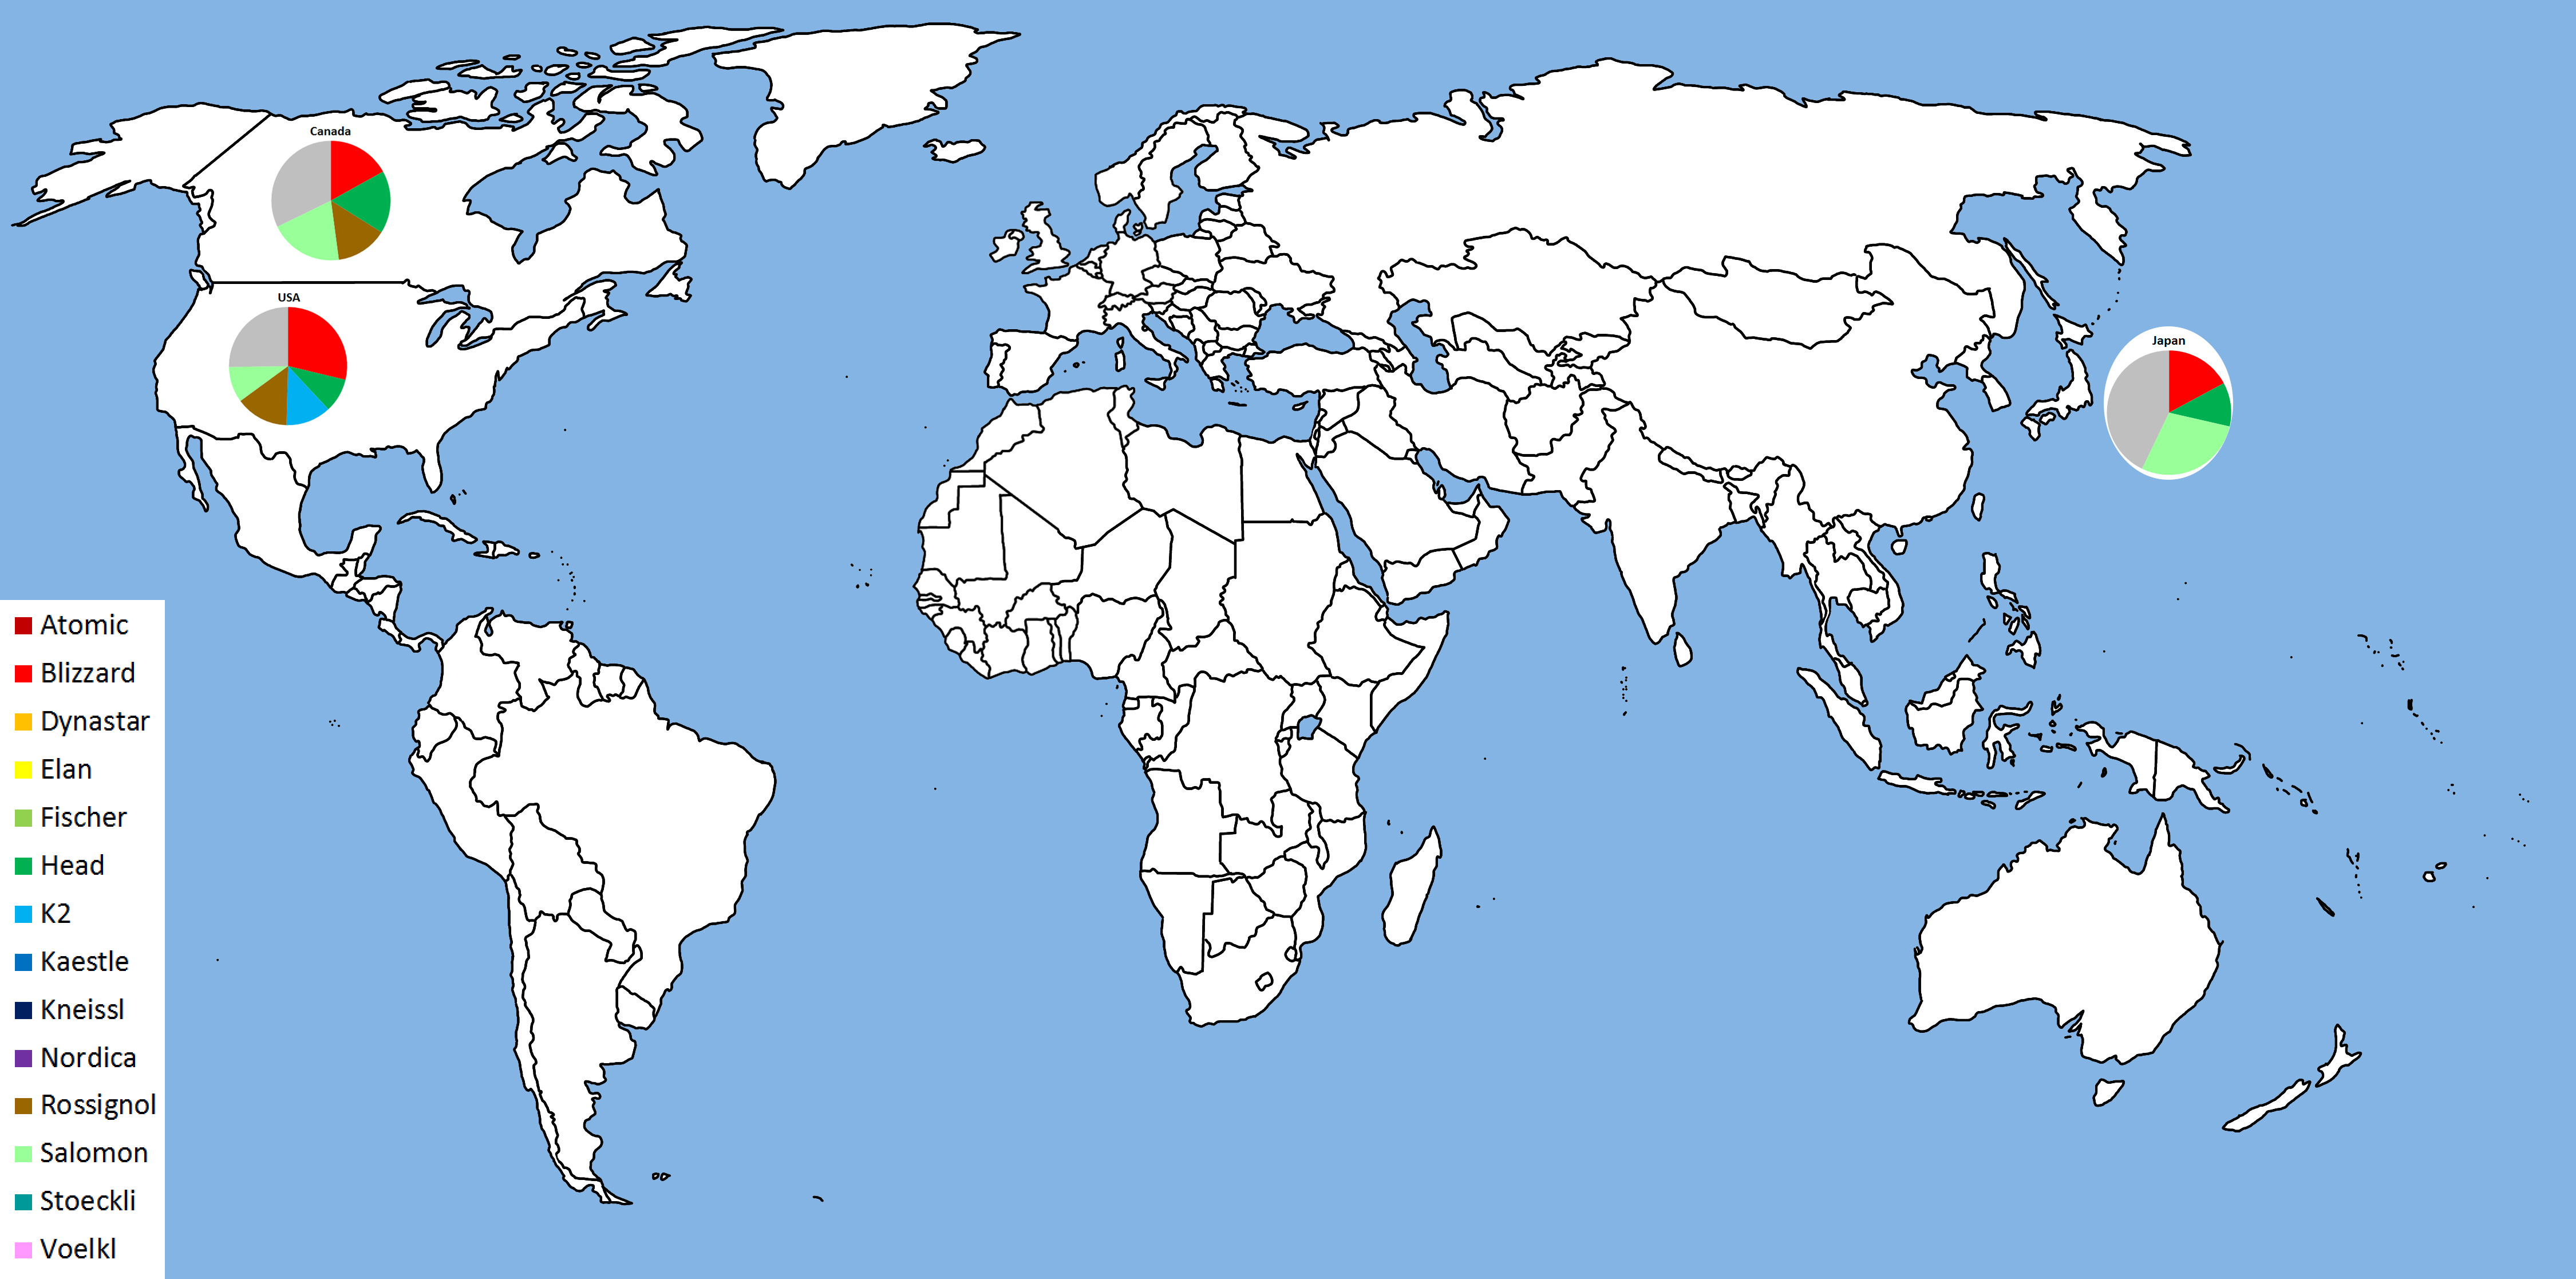 Canada
USA
Japan
Atomic
Blizzard
Dynastar
Elan
Fischer
Head
K2
Kaestle
Kneissl
Nordica
Rossignol
Salomon
Stoeckli
Voelkl